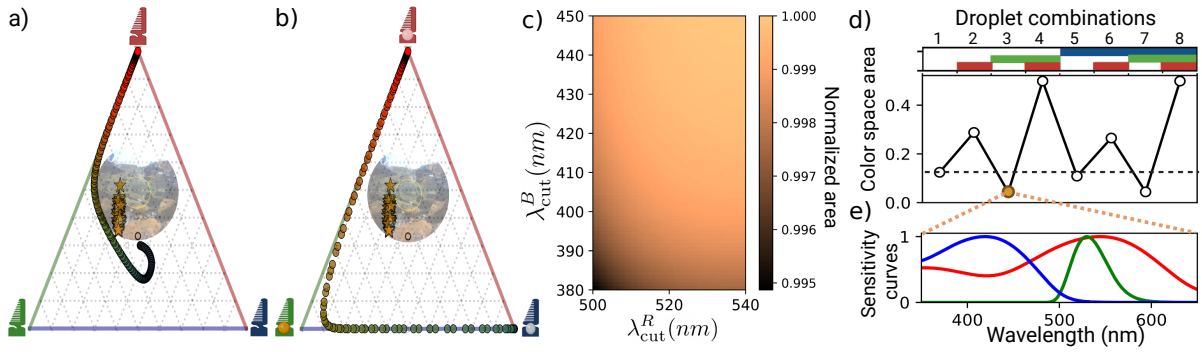 a)
b)
c)
450
440
430
420
410
400
390
380
λ^B_cut (nm)
500
520
540
λ^R_cut (nm)
1.000
0.999
0.998
0.997
0.996
0.995
Normalized area
d)
Droplet combinations
1 2 3 4 5 6 7 8
Color space area
0.4
0.2
0.0
e)
Sensitivity
curves
1
0
400
500
600
Wavelength (nm)